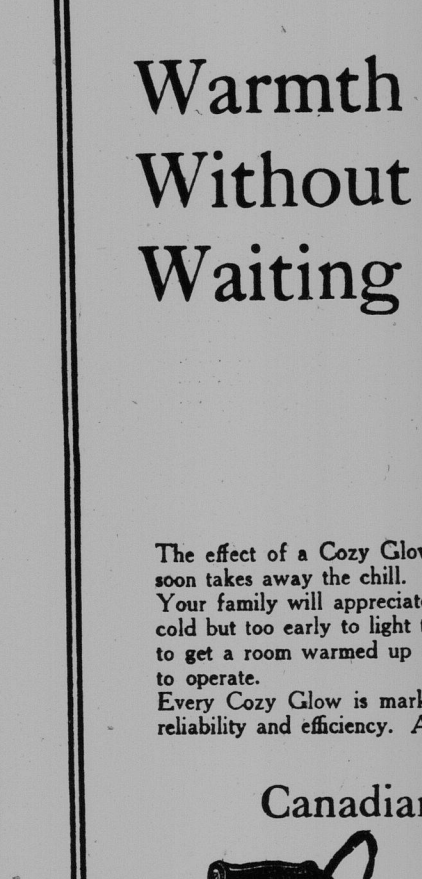 Warmth
Without
Waiting
The effect of a Cozy
soon takes away the chill.
Your family will
cold but too early to light
to get a room warmed up
to operate.
Every Cozy Glow is
reliability and efficiency.